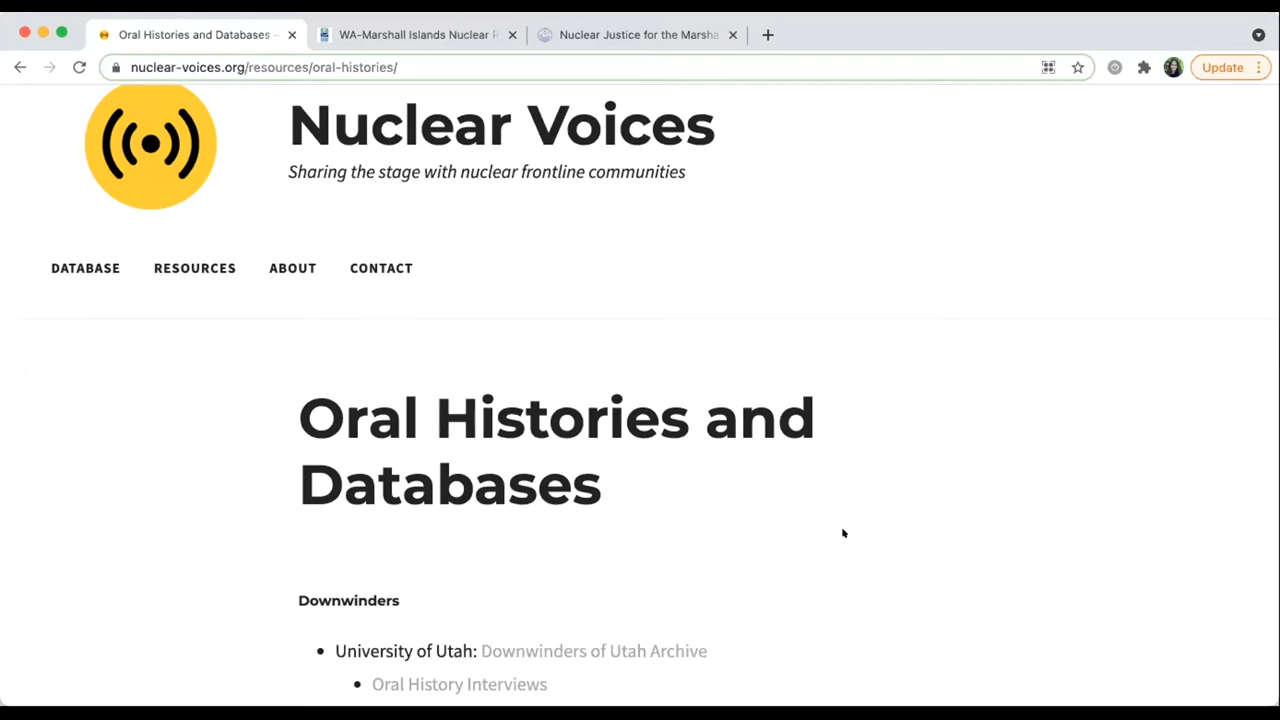 Oral Histories and Databases –
WA-Marshall Islands Nuclear
Nuclear Justice for the Marsha
nuclear-voices.org/resources/oral-histories/
Update
Nuclear Voices
Sharing the stage with nuclear frontline communities
DATABASE RESOURCES ABOUT CONTACT
Oral Histories and
Databases
Downwinders
• University of Utah: Downwinders of Utah Archive
• Oral History Interviews